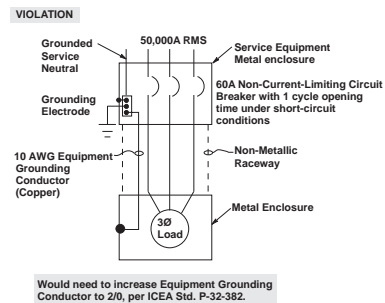 VIOLATION
50,000A RMS
Grounded
Service
Neutral
Service Equipment
Metal enclosure
60A Non-Current-Limiting Circuit
Breaker with 1 cycle opening
time under short-circuit
conditions
Grounding
Electrode
10 AWG Equipment
Grounding
Conductor
(Copper)
Non-Metallic
Raceway
Metal Enclosure
3Ø
Load
Would need to increase Equipment Grounding
Conductor to 2/0, per ICEA Std. P-32-382.